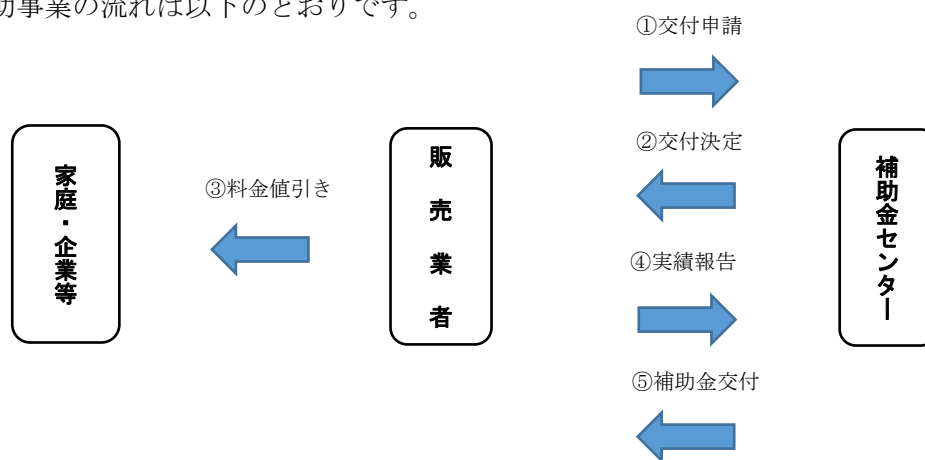 助事業の流れは以下のとおりです。
①交付申請
②交付決定
③料金値引き
④実績報告
⑤補助金交付
家庭・企業等
販売業者
補助金センター